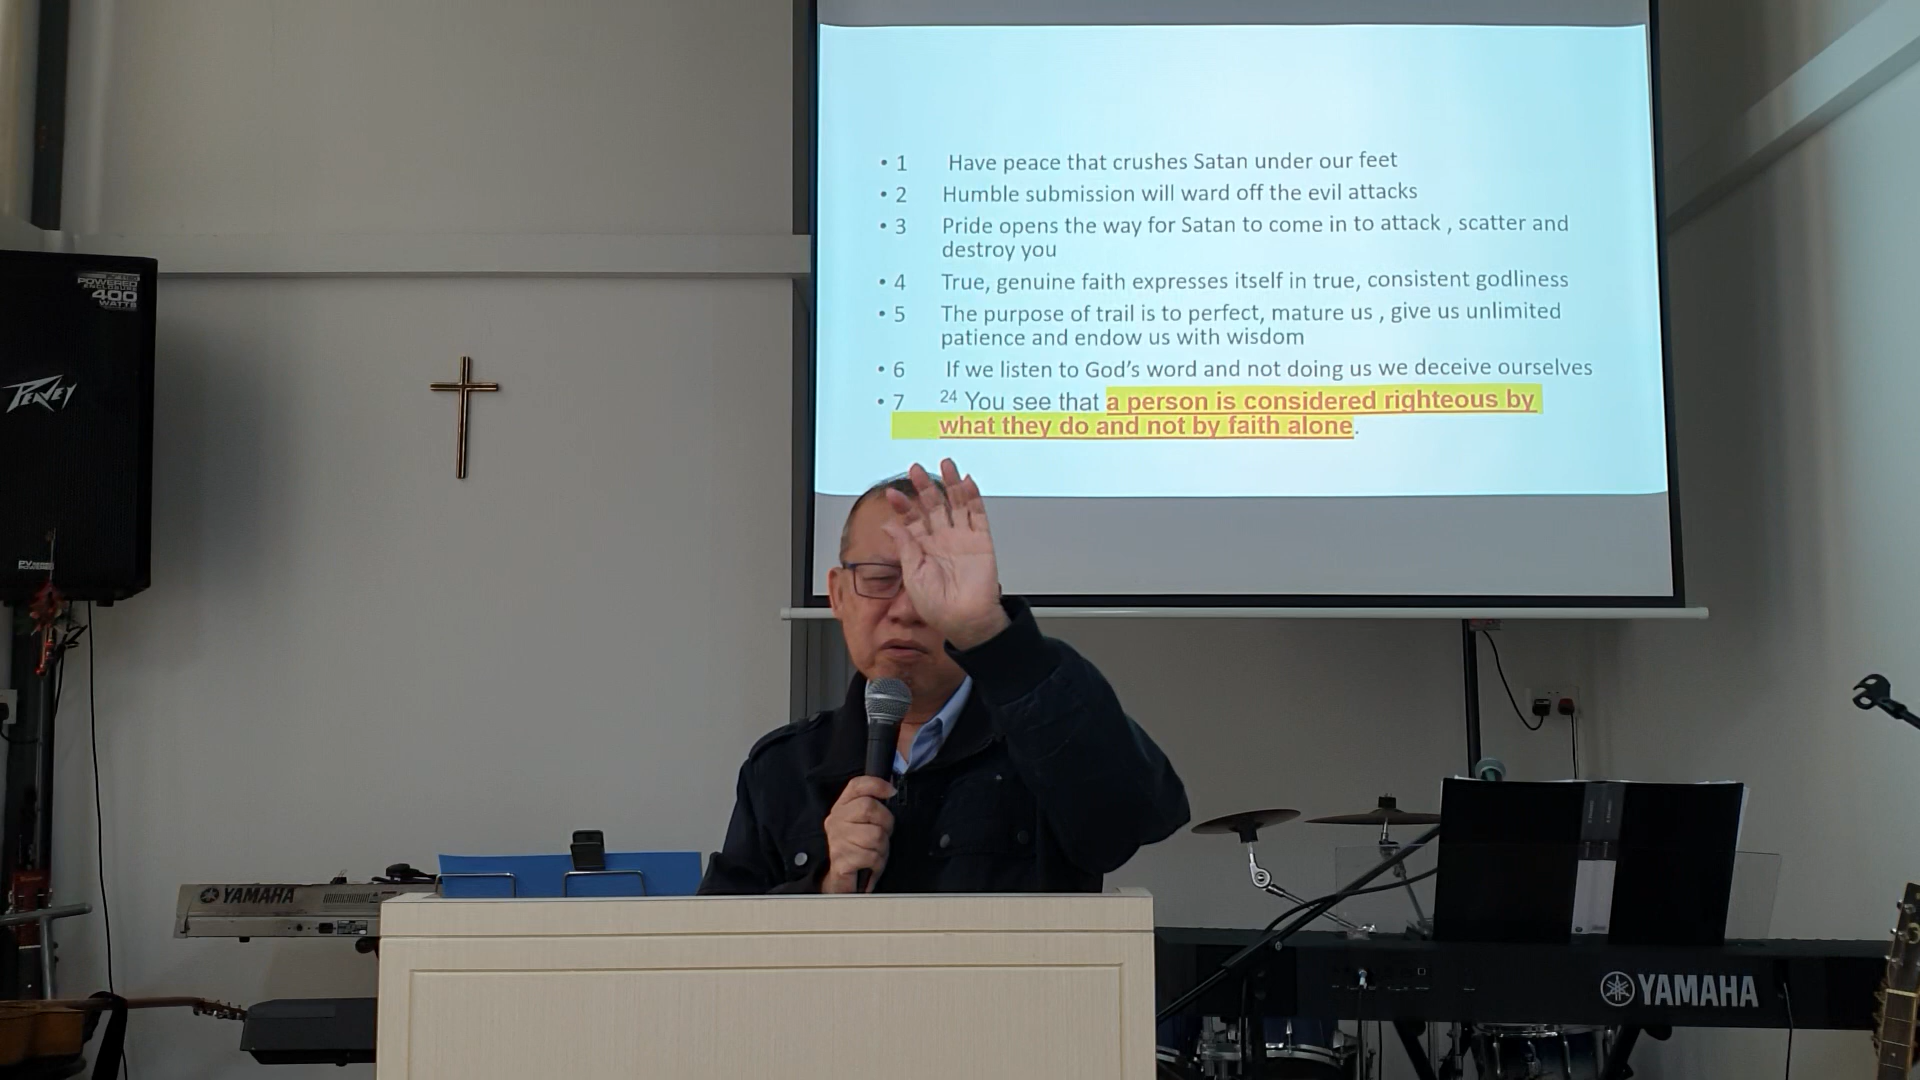 • 1 Have peace that crushes Satan under our feet
• 2 Humble submission will ward off the evil attacks
• 3 Pride opens the way for Satan to come in to attack , scatter and
destroy you
• 4 True, genuine faith expresses itself in true, consistent godliness
• 5 The purpose of trail is to perfect, mature us , give us unlimited
patience and endow us with wisdom
• 6 If we listen to God's word and not doing us we deceive ourselves
• 7 24 You see that a person is considered righteous by
what they do and not by faith alone.
POWERED
ENCLOSURE
400
WATTS
PEAVEY
YAMAHA
YAMAHA